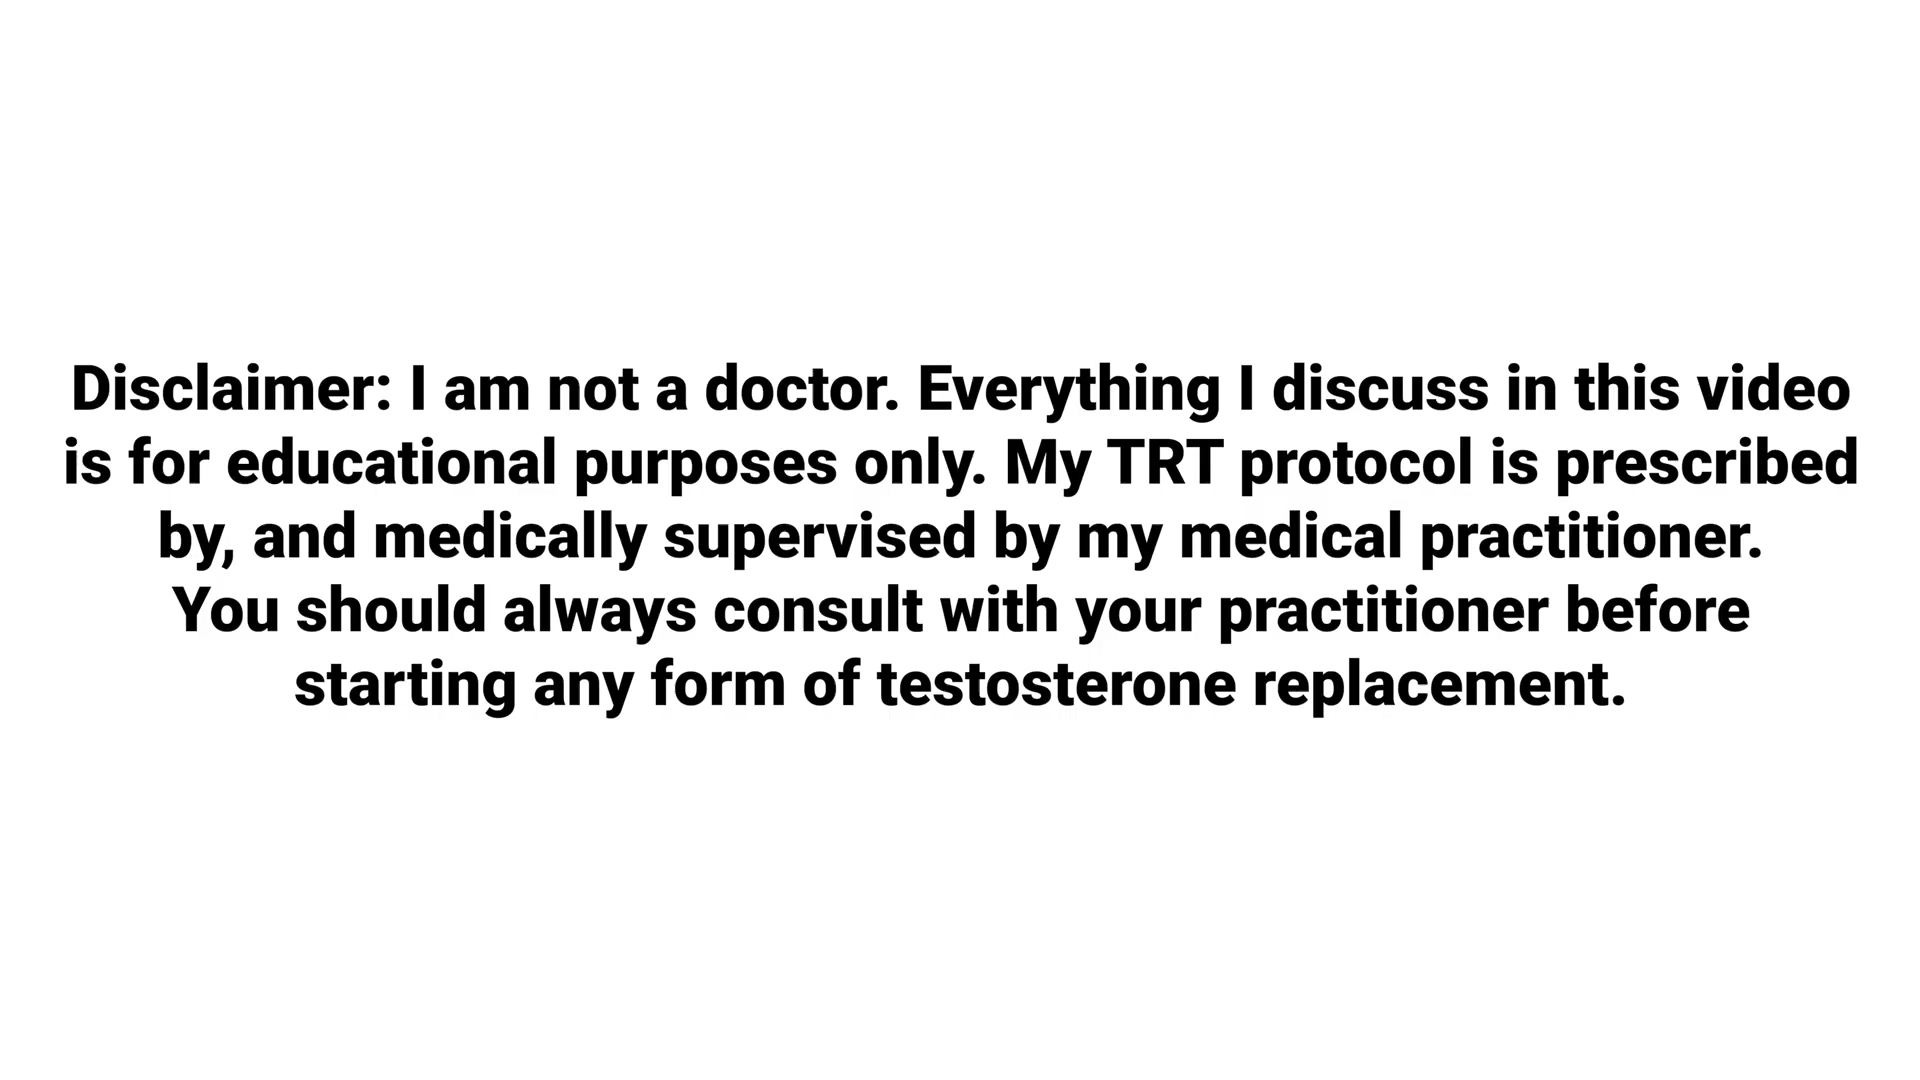 Disclaimer: I am not a doctor. Everything I discuss in this video
is for educational purposes only. My TRT protocol is prescribed
by, and medically supervised by my medical practitioner.
You should always consult with your practitioner before
starting any form of testosterone replacement.